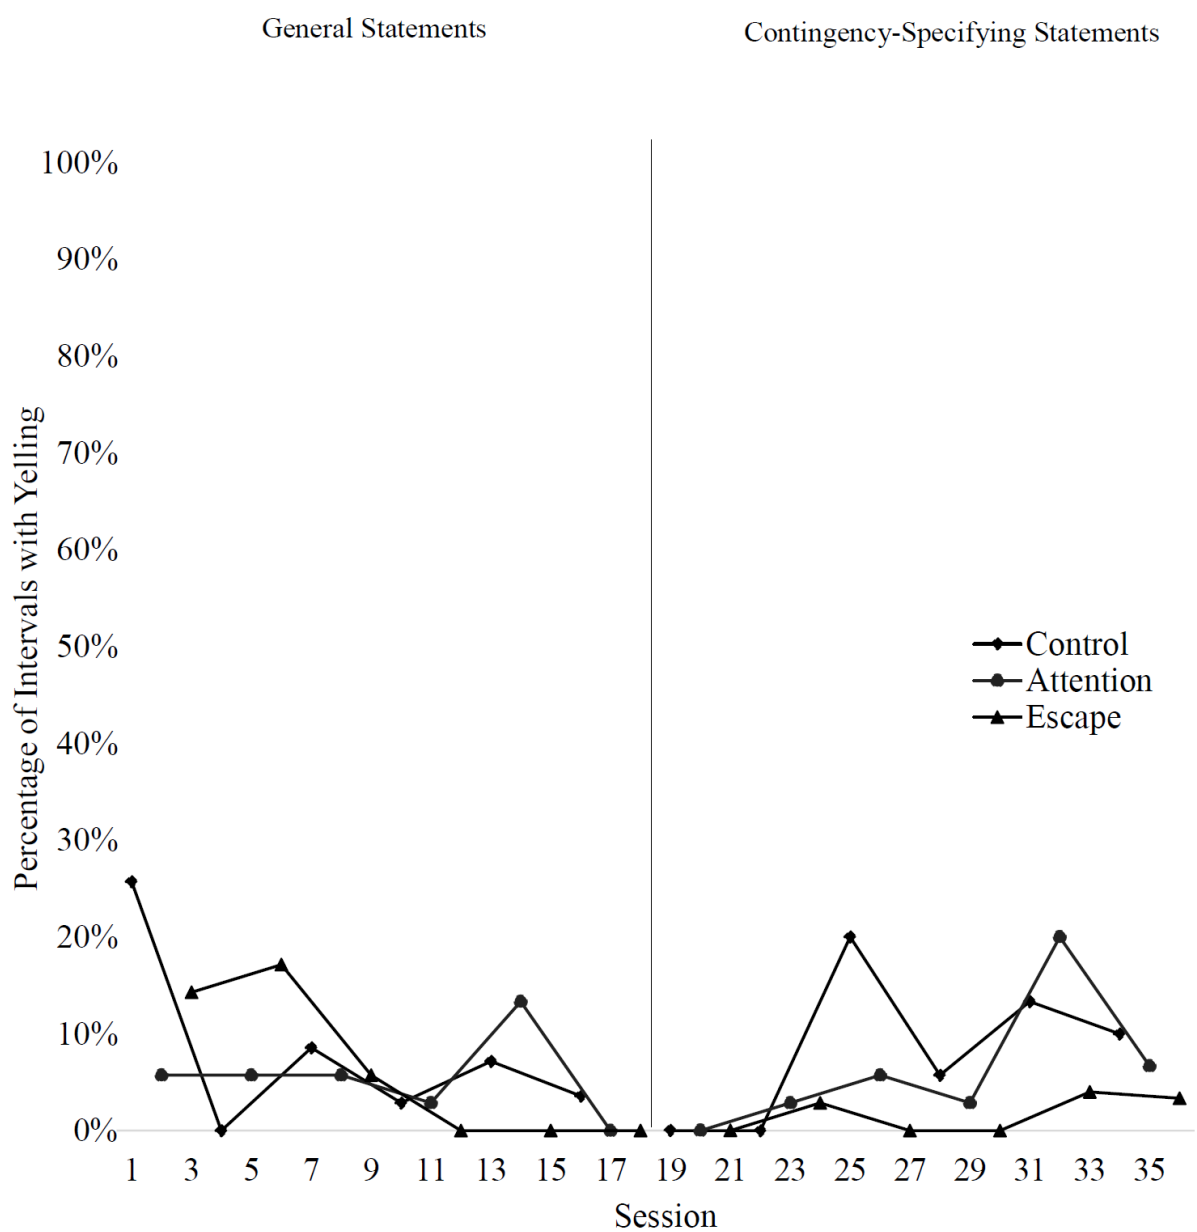 General Statements
Contingency-Specifying Statements
100%
90%
80%
70%
60%
50%
40%
30%
20%
10%
0%
Percentage of Intervals with Yelling
Control
Attention
Escape
1 3 5 7 9 11 13 15 17 19 21 23 25 27 29 31 33 35
Session